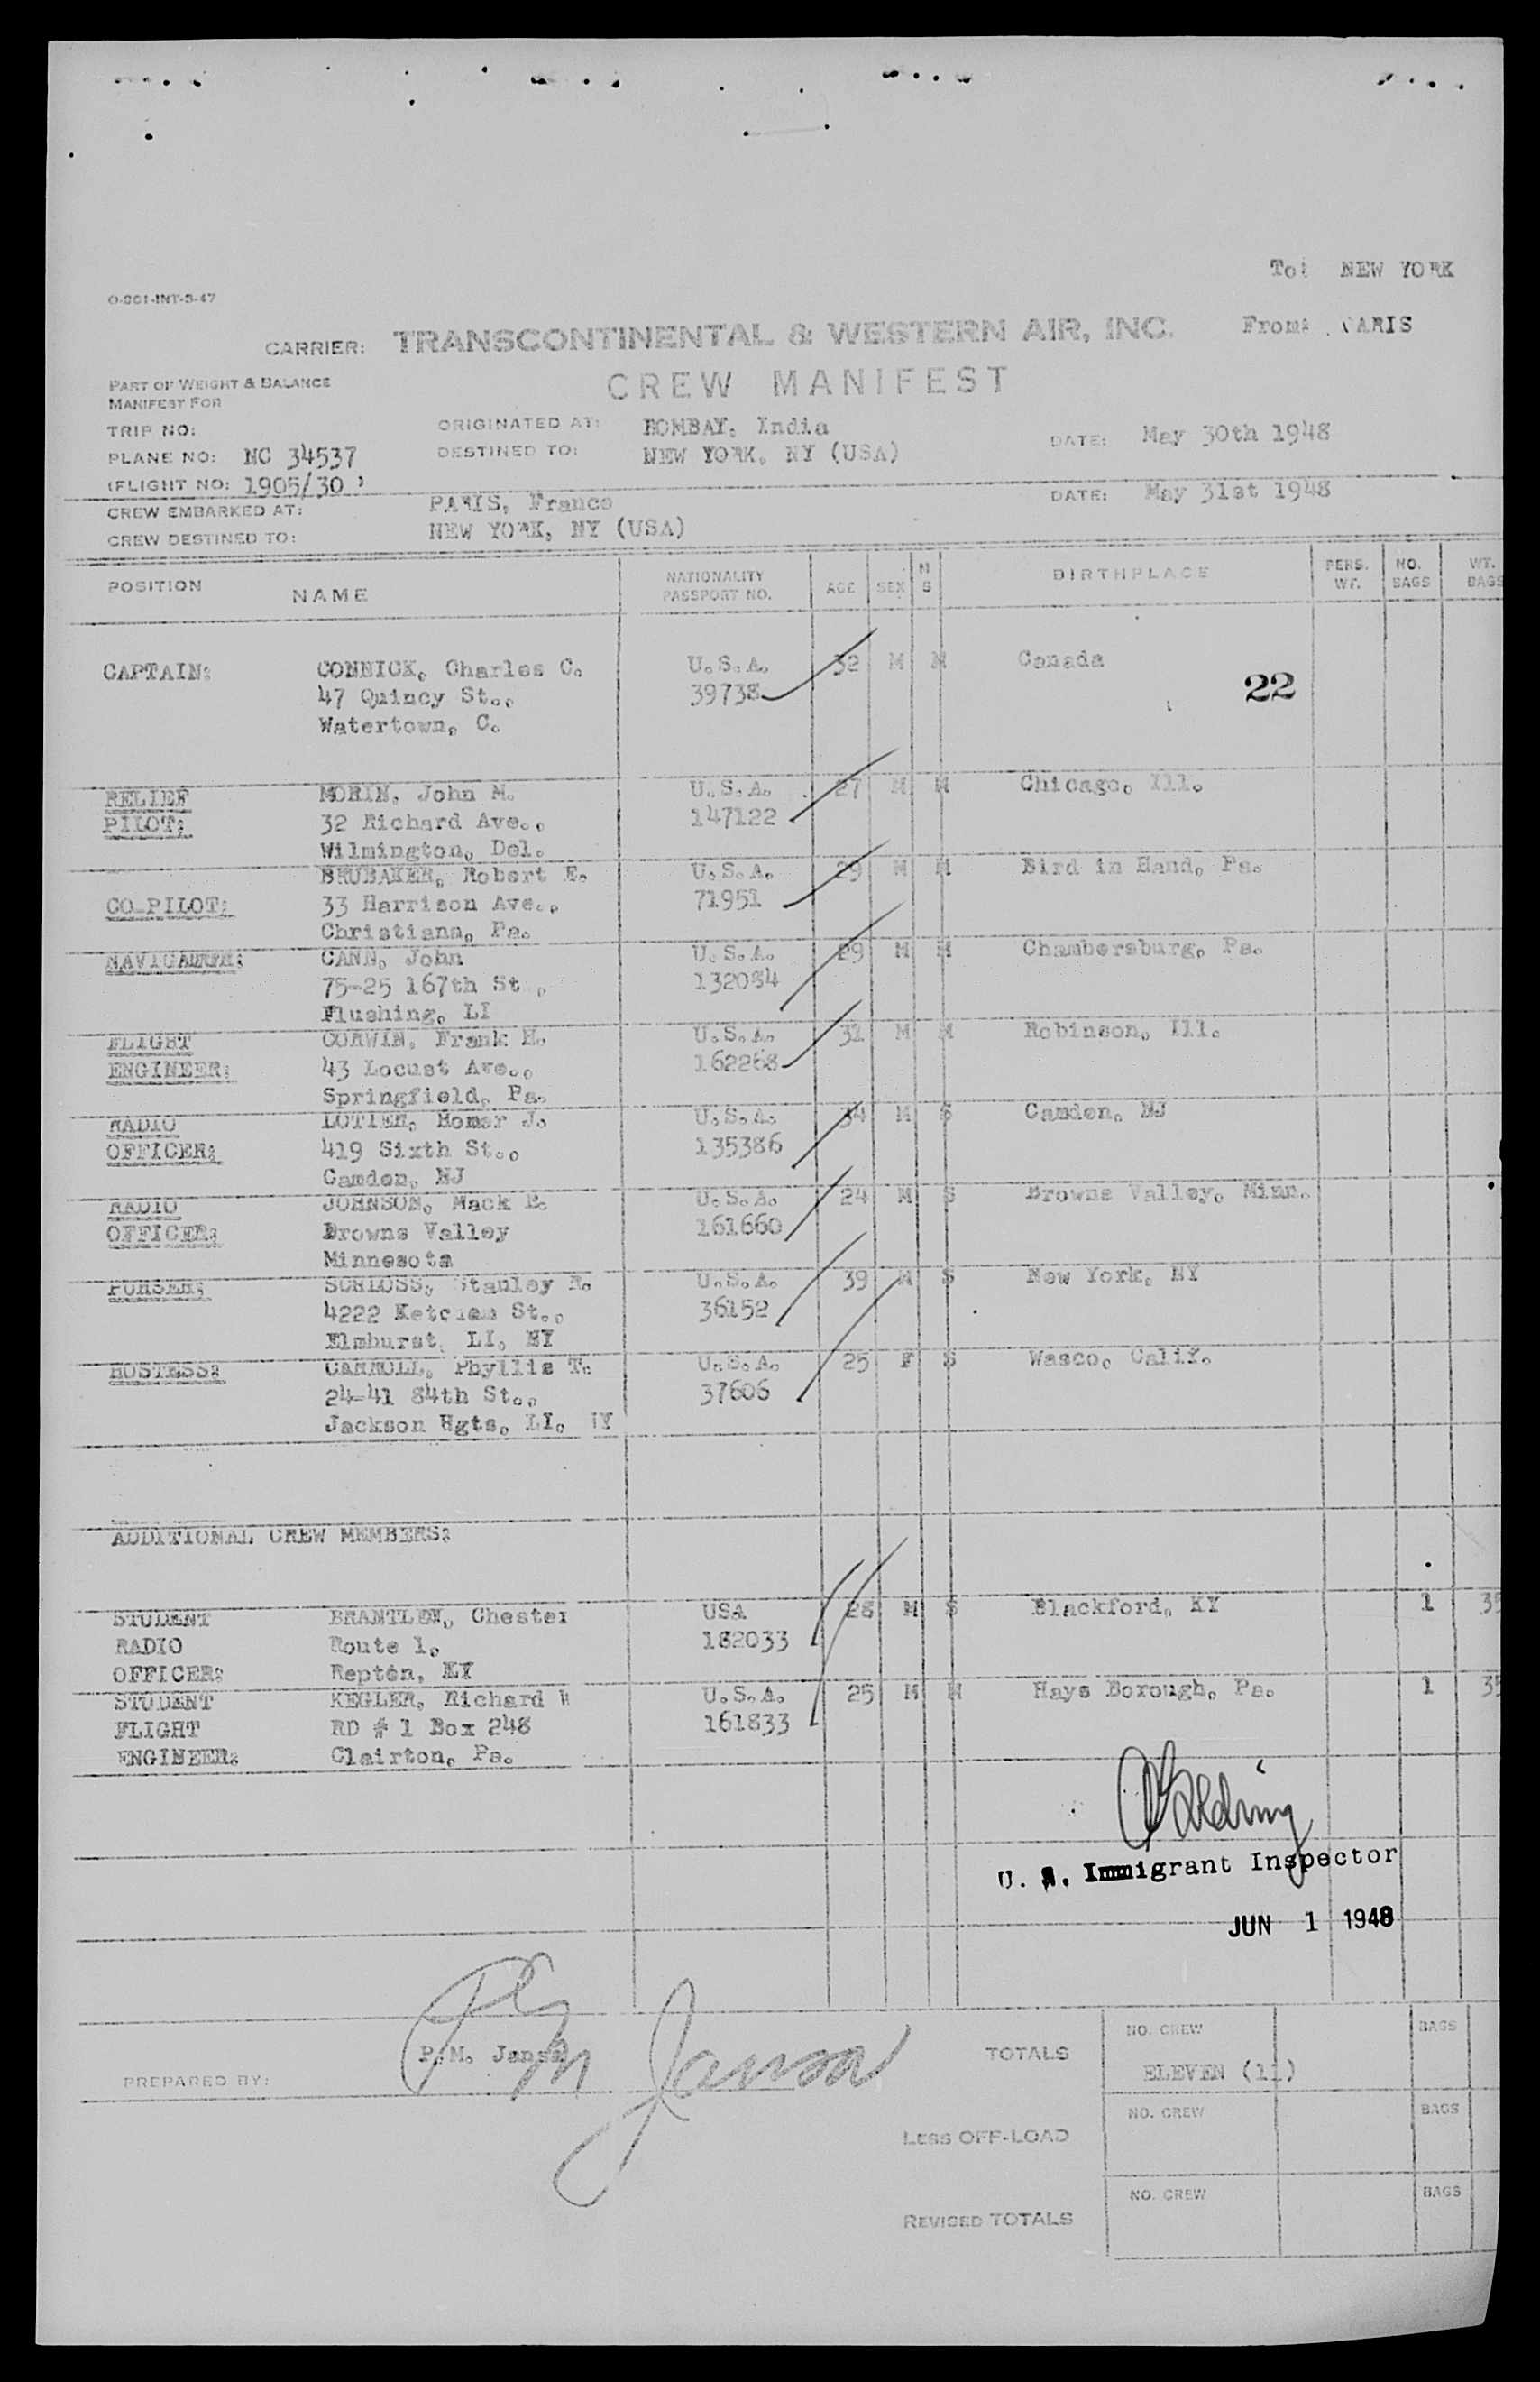 To: NEW YORK
O-901-INT-3-47
CARRIER: TRANSCONTINENTAL & WESTERN AIR, INC. From: PARIS
PART OF WEIGHT & BALANCE
MANIFEST FOR
CREW MANIFEST
TRIP NO: ORIGINATED AT: BOMBAY, India DATE: May 30th 1948
PLANE NO: NC 34537 DESTINED TO: NEW YORK, NY (USA)
(FLIGHT NO: 1905/30 )
CREW EMBARKED AT: PARIS, France DATE: May 31st 1948
CREW DESTINED TO: NEW YORK, NY (USA)
POSITION NAME NATIONALITY PASSPORT NO. AGE SEX M S BIRTHPLACE PERS. WT. NO. BAGS WT. BAGS
CAPTAIN: CONNICK, Charles C. U.S.A. 32 M M Canada
47 Quincy St., 39738 22
Watertown, C.
RELIEF MORIN, John M. U.S.A. 27 M M Chicago, Ill.
PILOT: 32 Richard Ave., 147122
Wilmington, Del.
BRUBAKER, Robert E. U.S.A. 29 M M Bird in Hand, Pa.
CO-PILOT: 33 Harrison Ave., 71951
Christiana, Pa.
NAVIGATOR: CANN, John U.S.A. 29 M M Chambersburg, Pa.
75-25 167th St , 132084
Flushing, LI
FLIGHT CORWIN, Frank H. U.S.A. 31 M M Robinson, Ill.
ENGINEER: 43 Locust Ave., 162268
Springfield, Pa.
RADIO Homer J. U.S.A. 34 M S Camden, NJ
OFFICER: 419 Sixth St., 135386
Camden, NJ
RADIO JOHNSON, Mack B. U.S.A. 24 M S Browns Valley, Minn.
OFFICER: Browns Valley 161660
Minnesota
PURSER: SCHLOSS, Stanley R. U.S.A. 39 M S New York, NY
4222 Ketcham St., 36152
Elmhurst, LI, NY
HOSTESS: CARROLL, Phyllis T. U.S.A. 25 F S Wasco, Calif.
24-41 84th St., 37606
Jackson Hgts, LI, NY
ADDITIONAL CREW MEMBERS:
STUDENT Chester USA 28 M S Blackford, KY 1 35
RADIO Route 1, 182033
OFFICER: Repton, KY
STUDENT KEGLER, Richard W U.S.A. 25 M M Hays Borough, Pa. 1 35
FLIGHT RD # 1 Box 248 161833
ENGINEER: Clairton, Pa.
U. S. Immigrant Inspector
JUN 1 1948
PREPARED BY: P.M. Jansa
TOTALS NO. CREW ELEVEN (11) BAGS
LESS OFF-LOAD NO. CREW BAGS
REVISED TOTALS NO. CREW BAGS